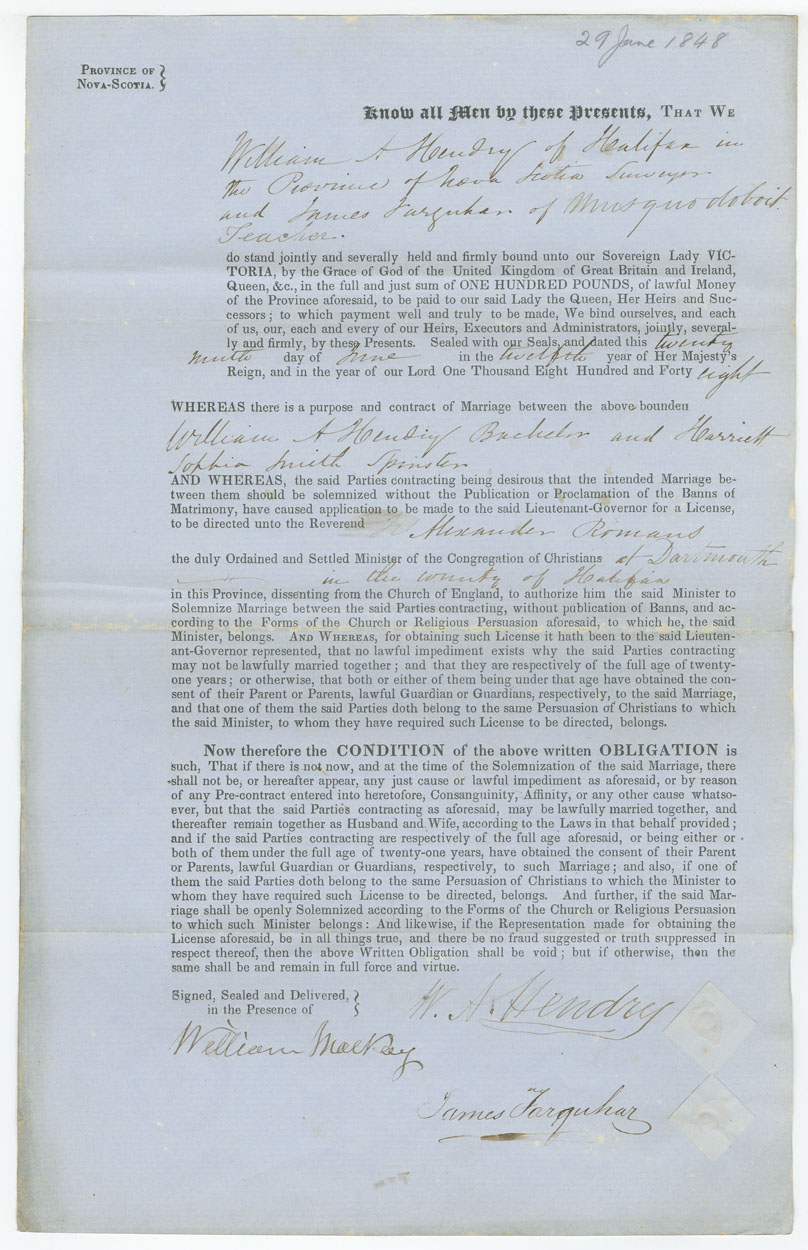 29 June 1848
PROVINCE OF
NOVA-SCOTIA.
Know all Men by these Presents, THAT WE
William A Hendry of Halifax in
the Province of Nova Scotia Surveyor
and James Farquhar of Musquodoboit
Teacher.
do stand jointly and severally held and firmly bound unto our Sovereign Lady VIC-
TORIA, by the Grace of God of the United Kingdom of Great Britain and Ireland,
Queen, &c., in the full and just sum of ONE HUNDRED POUNDS, of lawful Money
of the Province aforesaid, to be paid to our said Lady the Queen, Her Heirs and Suc-
cessors; to which payment well and truly to be made, We bind ourselves, and each
of us, our, each and every of our Heirs, Executors and Administrators, jointly, several-
ly and firmly, by these Presents. Sealed with our Seals, and dated this twenty
ninth day of June in the twelfth year of Her Majesty's
Reign, and in the year of our Lord One Thousand Eight Hundred and Forty eight
WHEREAS there is a purpose and contract of Marriage between the above bounden
William A Hendry Bachelor and Harriett
Sophia Smith Spinster
AND WHEREAS, the said Parties contracting being desirous that the intended Marriage be-
tween them should be solemnized without the Publication or Proclamation of the Banns of
Matrimony, have caused application to be made to the said Lieutenant-Governor for a License,
to be directed unto the Reverend Alexander Romans
the duly Ordained and Settled Minister of the Congregation of Christians at Dartmouth
in the county of Halifax
in this Province, dissenting from the Church of England, to authorize him the said Minister to
Solemnize Marriage between the said Parties contracting, without publication of Banns, and ac-
cording to the Forms of the Church or Religious Persuasion aforesaid, to which he, the said
Minister, belongs. AND WHEREAS, for obtaining such License it hath been to the said Lieuten-
ant-Governor represented, that no lawful impediment exists why the said Parties contracting
may not be lawfully married together; and that they are respectively of the full age of twenty-
one years; or otherwise, that both or either of them being under that age have obtained the con-
sent of their Parent or Parents, lawful Guardian or Guardians, respectively, to the said Marriage,
and that one of them the said Parties doth belong to the same Persuasion of Christians to which
the said Minister, to whom they have required such License to be directed, belongs.
Now therefore the CONDITION of the above written OBLIGATION is
such, That if there is not now, and at the time of the Solemnization of the said Marriage, there
shall not be, or hereafter appear, any just cause or lawful impediment as aforesaid, or by reason
of any Pre-contract entered into heretofore, Consanguinity, Affinity, or any other cause whatso-
ever, but that the said Parties contracting as aforesaid, may be lawfully married together, and
thereafter remain together as Husband and Wife, according to the Laws in that behalf provided;
and if the said Parties contracting are respectively of the full age aforesaid, or being either or
both of them under the full age of twenty-one years, have obtained the consent of their Parent
or Parents, lawful Guardian or Guardians, respectively, to such Marriage; and also, if one of
them the said Parties doth belong to the same Persuasion of Christians to which the Minister to
whom they have required such License to be directed, belongs. And further, if the said Mar-
riage shall be openly Solemnized according to the Forms of the Church or Religious Persuasion
to which such Minister belongs: And likewise, if the Representation made for obtaining the
License aforesaid, be in all things true, and there be no fraud suggested or truth suppressed in
respect thereof, then the above Written Obligation shall be void; but if otherwise, then the
same shall be and remain in full force and virtue.
Signed, Sealed and Delivered,
in the Presence of
W. A. Hendry
William Mackay
James Farquhar